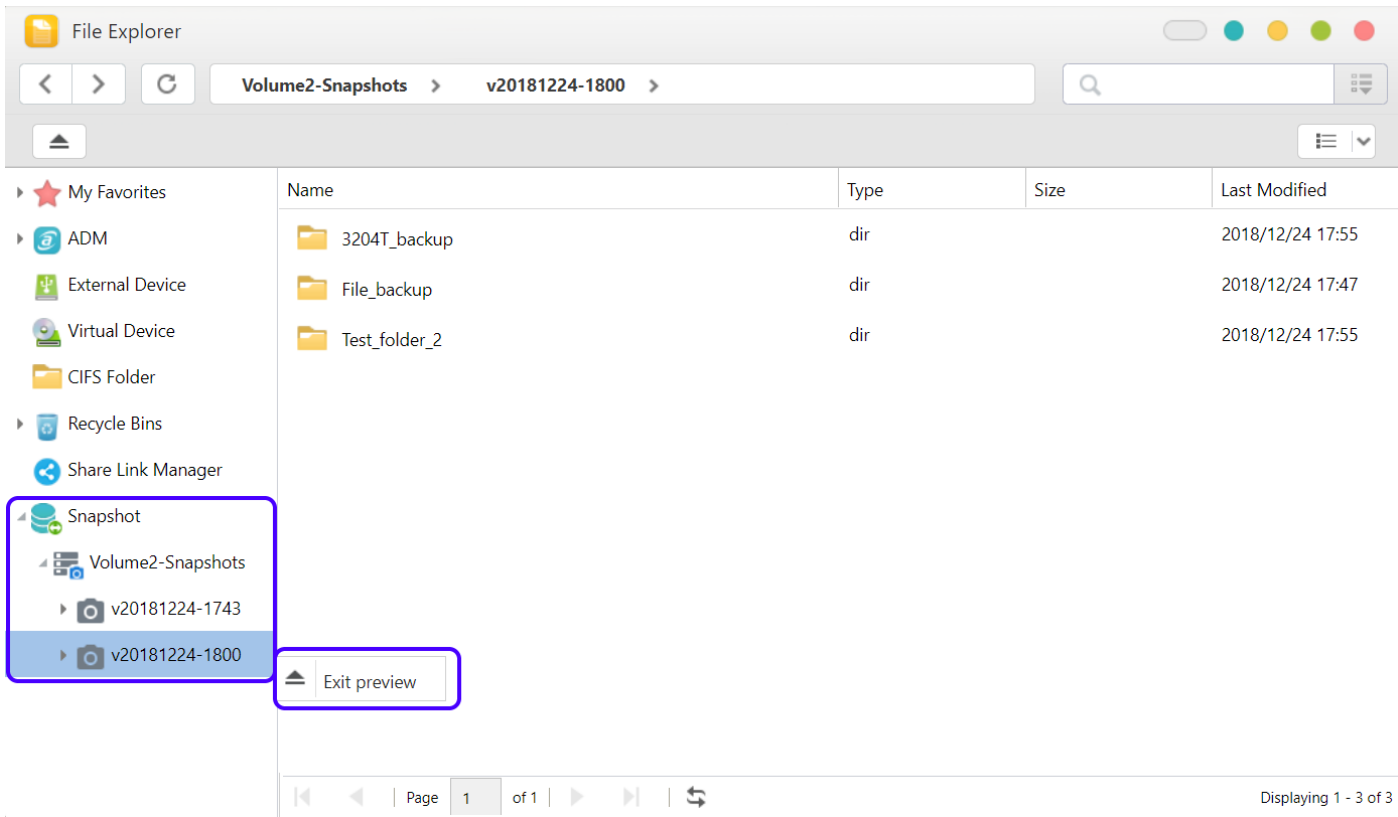 File Explorer
Volume2-Snapshots > v20181224-1800 >
My Favorites
ADM
External Device
Virtual Device
CIFS Folder
Recycle Bins
Share Link Manager
Snapshot
Volume2-Snapshots
v20181224-1743
v20181224-1800
Name Type Size Last Modified
3204T_backup dir 2018/12/24 17:55
File_backup dir 2018/12/24 17:47
Test_folder_2 dir 2018/12/24 17:55
Exit preview
Page 1 of 1 Displaying 1 - 3 of 3